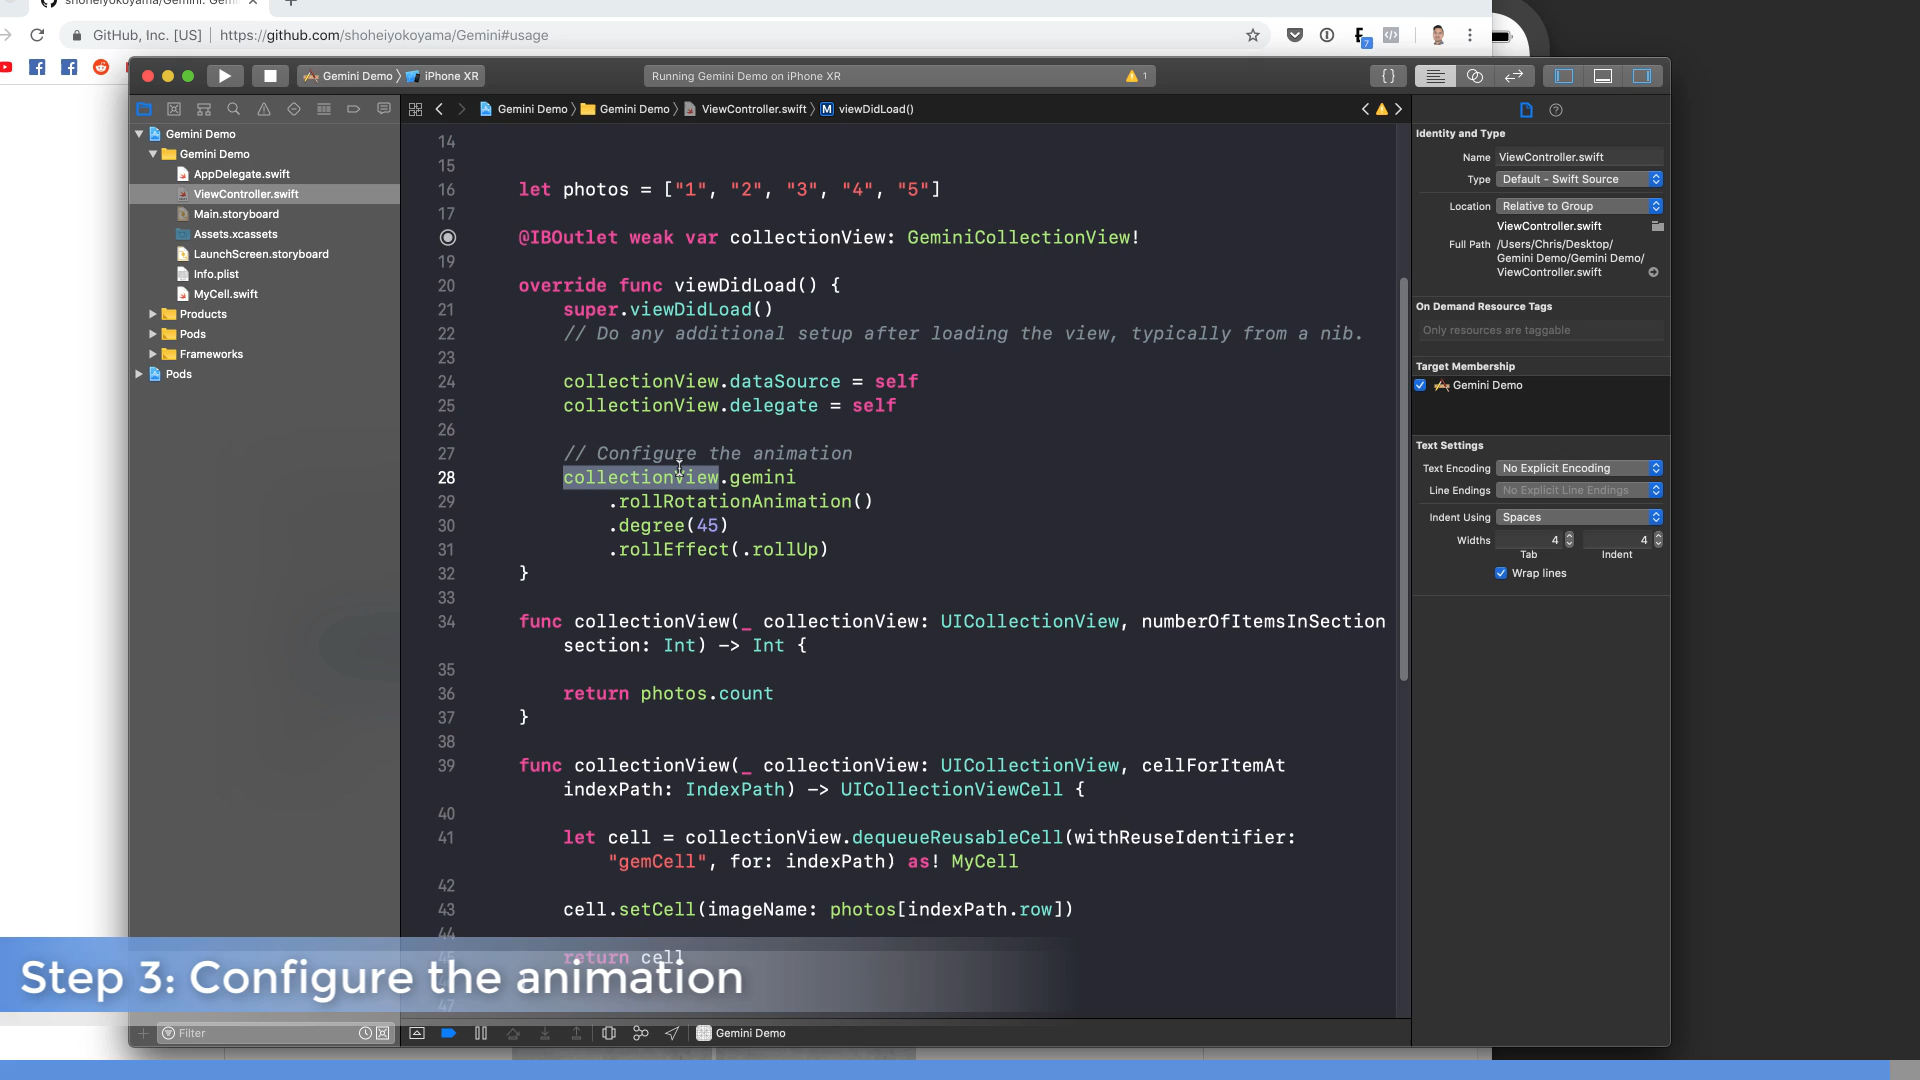 shoheiyokoyama/Gemini: Gemi
GitHub, Inc. [US] | https://github.com/shoheiyokoyama/Gemini#usage
7
Gemini Demo
iPhone XR
Running Gemini Demo on iPhone XR
1
Gemini Demo
Gemini Demo
ViewController.swift
M viewDidLoad()
Gemini Demo
Gemini Demo
AppDelegate.swift
ViewController.swift
Main.storyboard
Assets.xcassets
LaunchScreen.storyboard
Info.plist
MyCell.swift
Products
Pods
Frameworks
Pods
14
15
16 let photos = ["1", "2", "3", "4", "5"]
17
@IBOutlet weak var collectionView: GeminiCollectionView!
19
20 override func viewDidLoad() {
21 super.viewDidLoad()
22 // Do any additional setup after loading the view, typically from a nib.
23
24 collectionView.dataSource = self
25 collectionView.delegate = self
26
27 // Configure the animation
28 collectionView.gemini
29 .rollRotationAnimation()
30 .degree(45)
31 .rollEffect(.rollUp)
32 }
33
34 func collectionView(_ collectionView: UICollectionView, numberOfItemsInSection
section: Int) -> Int {
35
36 return photos.count
37 }
38
39 func collectionView(_ collectionView: UICollectionView, cellForItemAt
indexPath: IndexPath) -> UICollectionViewCell {
40
41 let cell = collectionView.dequeueReusableCell(withReuseIdentifier:
"gemCell", for: indexPath) as! MyCell
42
43 cell.setCell(imageName: photos[indexPath.row])
44
45 return cell
47
Identity and Type
Name ViewController.swift
Type Default - Swift Source
Location Relative to Group
ViewController.swift
Full Path /Users/Chris/Desktop/
Gemini Demo/Gemini Demo/
ViewController.swift
On Demand Resource Tags
Only resources are taggable
Target Membership
Gemini Demo
Text Settings
Text Encoding No Explicit Encoding
Line Endings No Explicit Line Endings
Indent Using Spaces
Widths 4 4
Tab Indent
Wrap lines
Step 3: Configure the animation
Filter
Gemini Demo